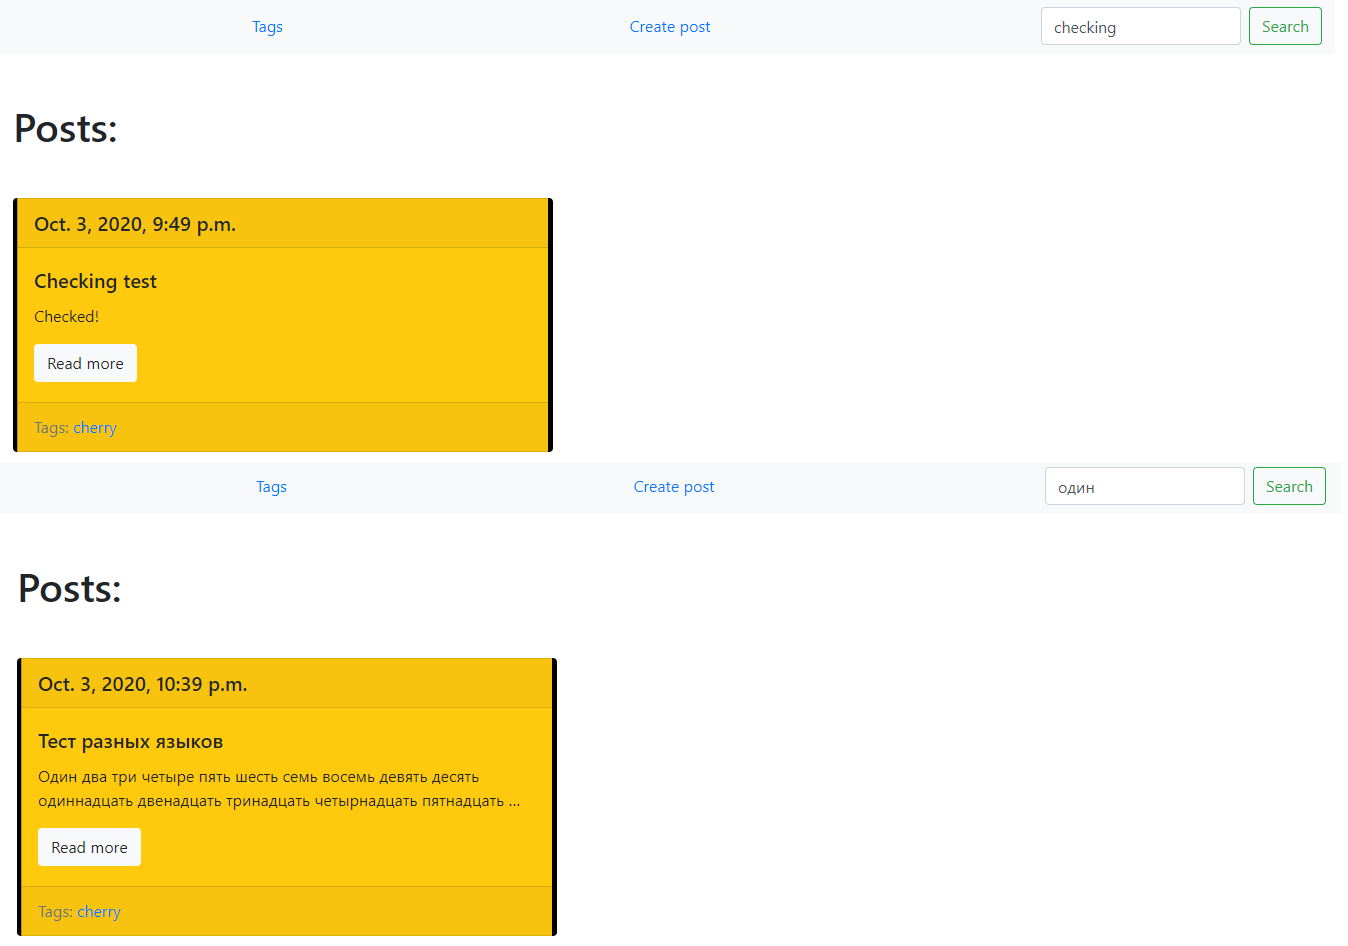 Tags Create post checking Search
Posts:
Oct. 3, 2020, 9:49 p.m.
Checking test
Checked!
Read more
Tags: cherry
Tags Create post один Search
Posts:
Oct. 3, 2020, 10:39 p.m.
Тест разных языков
Один два три четыре пять шесть семь восемь девять десять
одиннадцать двенадцать тринадцать четырнадцать пятнадцать ...
Read more
Tags: cherry